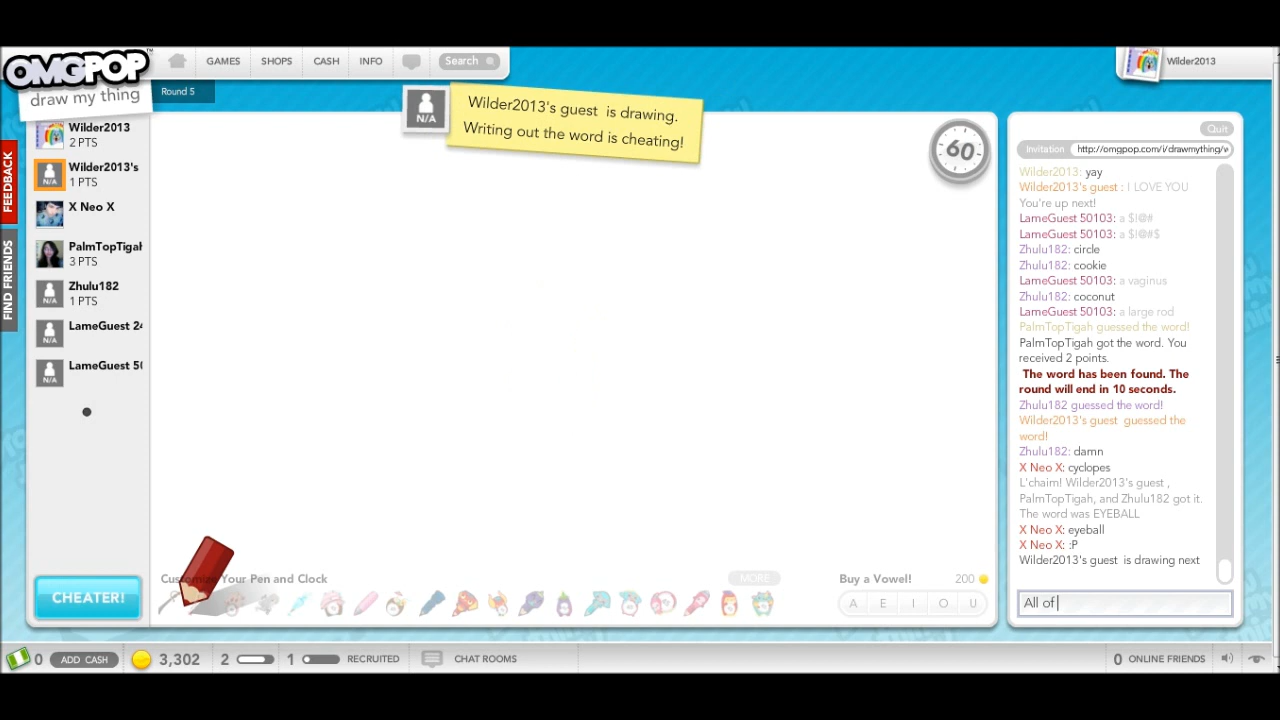 OMGPOP
™
draw my thing
GAMES
SHOPS
CASH
INFO
Search
Wilder2013
Round 5
Wilder2013's guest is drawing.
Writing out the word is cheating!
N/A
60
FEEDBACK
FIND FRIENDS
Wilder2013
2 PTS
Wilder2013's
N/A
1 PTS
X Neo X
PalmTopTigah
3 PTS
Zhulu182
N/A
1 PTS
LameGuest 24
N/A
LameGuest 50
N/A
CHEATER!
Customize Your Pen and Clock
MORE
Buy a Vowel!
200
A E I O U
Quit
Invitation
http://omgpop.com/i/drawmything/v
Wilder2013: yay
Wilder2013's guest : I LOVE YOU
You're up next!
LameGuest 50103: a $!@#
LameGuest 50103: a $!@#$
Zhulu182: circle
Zhulu182: cookie
LameGuest 50103: a vaginus
Zhulu182: coconut
LameGuest 50103: a large rod
PalmTopTigah guessed the word!
PalmTopTigah got the word. You
received 2 points.
The word has been found. The
round will end in 10 seconds.
Zhulu182 guessed the word!
Wilder2013's guest guessed the
word!
Zhulu182: damn
X Neo X: cyclopes
L'chaim! Wilder2013's guest ,
PalmTopTigah, and Zhulu182 got it.
The word was EYEBALL
X Neo X: eyeball
X Neo X: :P
Wilder2013's guest is drawing next
All of
0
ADD CASH
3,302
2
1
RECRUITED
CHAT ROOMS
0 ONLINE FRIENDS